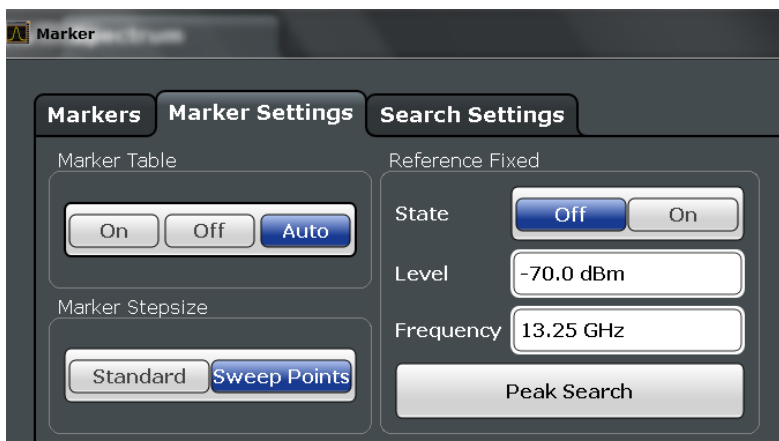 Marker
Spectrum
Markers
Marker Settings
Search Settings
Marker Table
On
Off
Auto
Marker Stepsize
Standard
Sweep Points
Reference Fixed
State
Off
On
Level
-70.0 dBm
Frequency
13.25 GHz
Peak Search